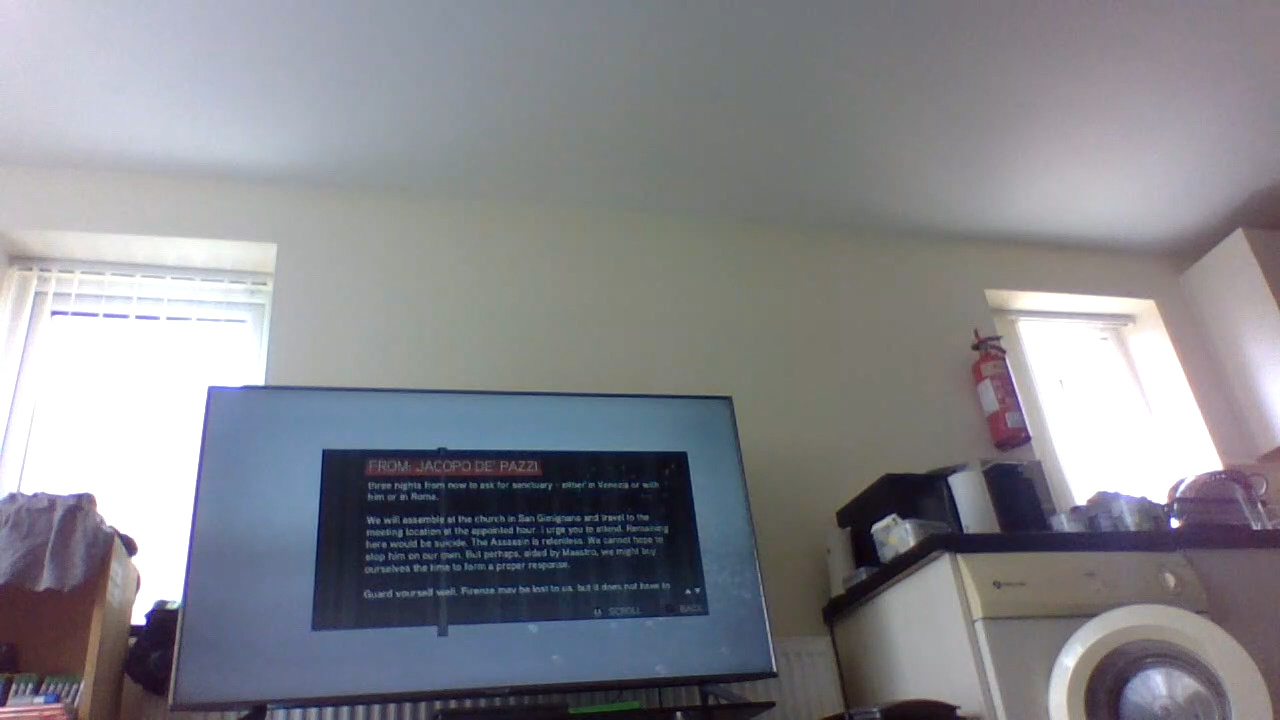 FROM: JACOPO DE' PAZZI
three nights from now to ask for sanctuary - either in Venezia or with
him or in Roma.
We will assemble at the church in San Gimignano and travel to the
meeting location at the appointed hour. I urge you to attend. Remaining
here would be suicide. The Assassin is relentless. We cannot hope to
stop him on our own. But perhaps, aided by Maestro, we might buy
ourselves the time to form a proper response.
Guard yourself well. Firenze may be lost to us, but it does not have to
SCROLL
BACK